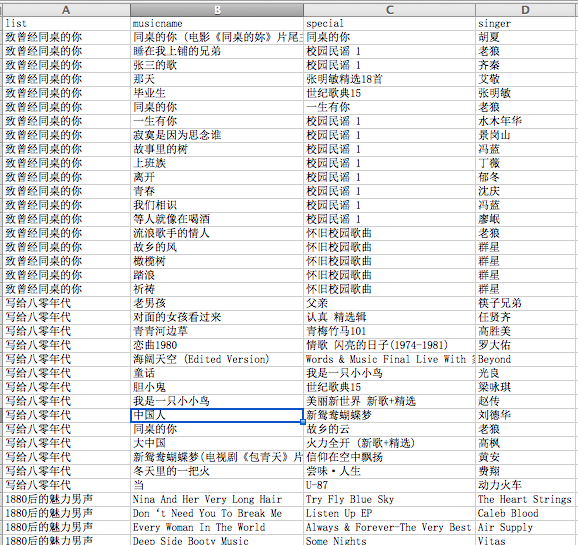 A B C D
list musicname special singer
致曾经同桌的你 同桌的你 (电影《同桌的妳》片尾 同桌的你 胡夏
致曾经同桌的你 睡在我上铺的兄弟 校园民谣 1 老狼
致曾经同桌的你 张三的歌 校园民谣 1 齐秦
致曾经同桌的你 那天 张明敏精选18首 艾敬
致曾经同桌的你 毕业生 世纪歌典15 张明敏
致曾经同桌的你 同桌的你 一生有你 老狼
致曾经同桌的你 一生有你 校园民谣 1 水木年华
致曾经同桌的你 寂寞是因为思念谁 校园民谣 1 景岗山
致曾经同桌的你 故事里的树 校园民谣 1 冯蓝
致曾经同桌的你 上班族 校园民谣 1 丁薇
致曾经同桌的你 离开 校园民谣 1 郁冬
致曾经同桌的你 青春 校园民谣 1 沈庆
致曾经同桌的你 我们相识 校园民谣 1 冯蓝
致曾经同桌的你 等人就像在喝酒 校园民谣 1 廖岷
致曾经同桌的你 流浪歌手的情人 怀旧校园歌曲 老狼
致曾经同桌的你 故乡的风 怀旧校园歌曲 群星
致曾经同桌的你 橄榄树 怀旧校园歌曲 群星
致曾经同桌的你 踏浪 怀旧校园歌曲 群星
致曾经同桌的你 祈祷 怀旧校园歌曲 群星
写给八零年代 老男孩 父亲 筷子兄弟
写给八零年代 对面的女孩看过来 认真 精选辑 任贤齐
写给八零年代 青青河边草 青梅竹马101 高胜美
写给八零年代 恋曲1980 情歌 闪亮的日子(1974-1981) 罗大佑
写给八零年代 海阔天空 (Edited Version) Words & Music Final Live With Beyond
写给八零年代 童话 我是一只小小鸟 光良
写给八零年代 胆小鬼 世纪歌典15 梁咏琪
写给八零年代 我是一只小小鸟 美丽新世界 新歌+精选 赵传
写给八零年代 中国人 新鸳鸯蝴蝶梦 刘德华
写给八零年代 同桌的你 故乡的云 老狼
写给八零年代 大中国 火力全开 (新歌+精选) 高枫
写给八零年代 新鸳鸯蝴蝶梦(电视剧《包青天》片 信仰在空中飘扬 黄安
写给八零年代 冬天里的一把火 尝味·人生 费翔
写给八零年代 当 U-87 动力火车
1880后的魅力男声 Nina And Her Very Long Hair Try Fly Blue Sky The Heart Strings
1880后的魅力男声 Don‘t Need You To Break Me Listen Up EP Caleb Blood
1880后的魅力男声 Every Woman In The World Always & Forever-The Very Best Air Supply
1880后的魅力男声 Deep Side Booty Music Some Nights Vitas